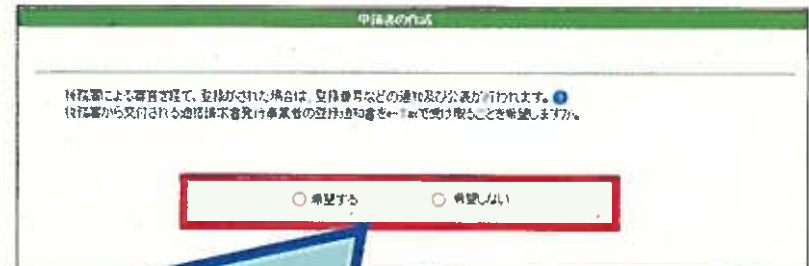 申請書の作成
税務署による審査を経て、登録がされた場合は、登録番号などの通知及び公表が行われます。
税務署から交付される適格請求書発行事業者の登録通知書をe-Taxで受け取ることを希望しますか。
希望する 希望しない